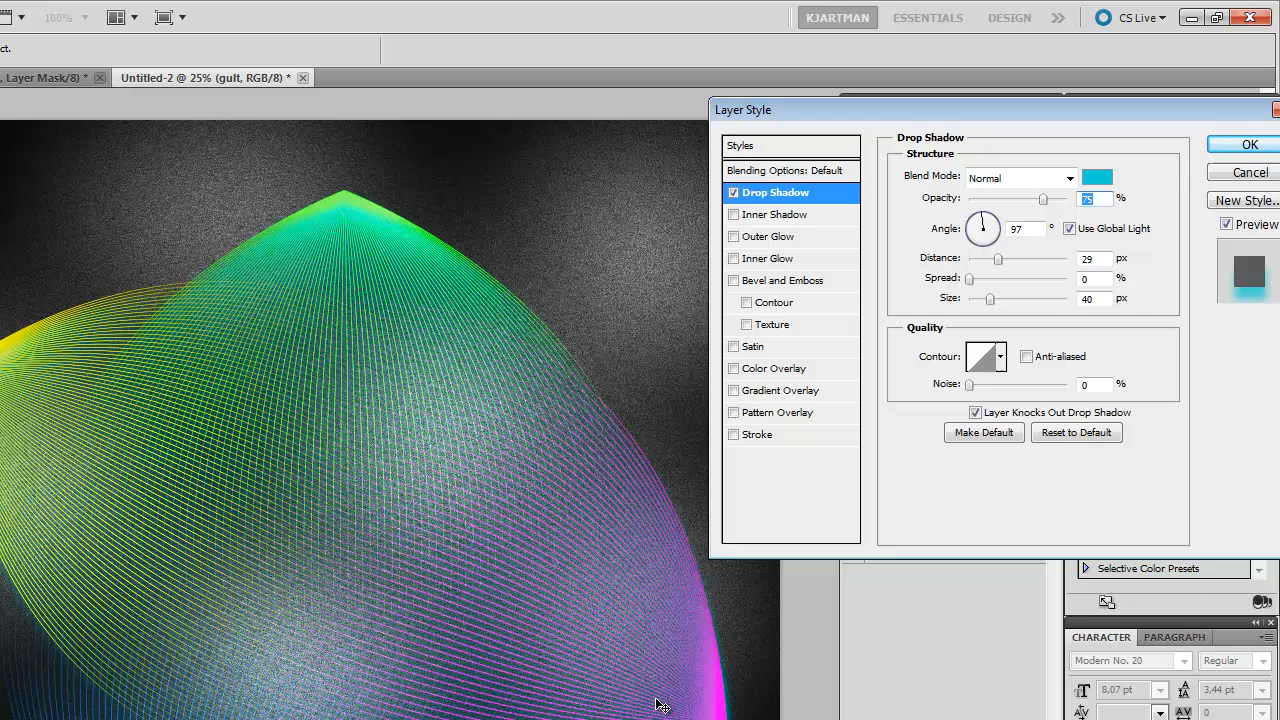 100%
KJARTMAN
ESSENTIALS
DESIGN
CS Live
ct.
, Layer Mask/8) *
Untitled-2 @ 25% (gult, RGB/8) *
Layer Style
Styles
Blending Options: Default
Drop Shadow
Inner Shadow
Outer Glow
Inner Glow
Bevel and Emboss
Contour
Texture
Satin
Color Overlay
Gradient Overlay
Pattern Overlay
Stroke
Drop Shadow
Structure
Blend Mode: Normal
Opacity: 75 %
Angle: 97 ° Use Global Light
Distance: 29 px
Spread: 0 %
Size: 40 px
Quality
Contour: Anti-aliased
Noise: 0 %
Layer Knocks Out Drop Shadow
Make Default Reset to Default
OK
Cancel
New Style...
Preview
Selective Color Presets
CHARACTER PARAGRAPH
Modern No. 20 Regular
8,07 pt 3,44 pt
0